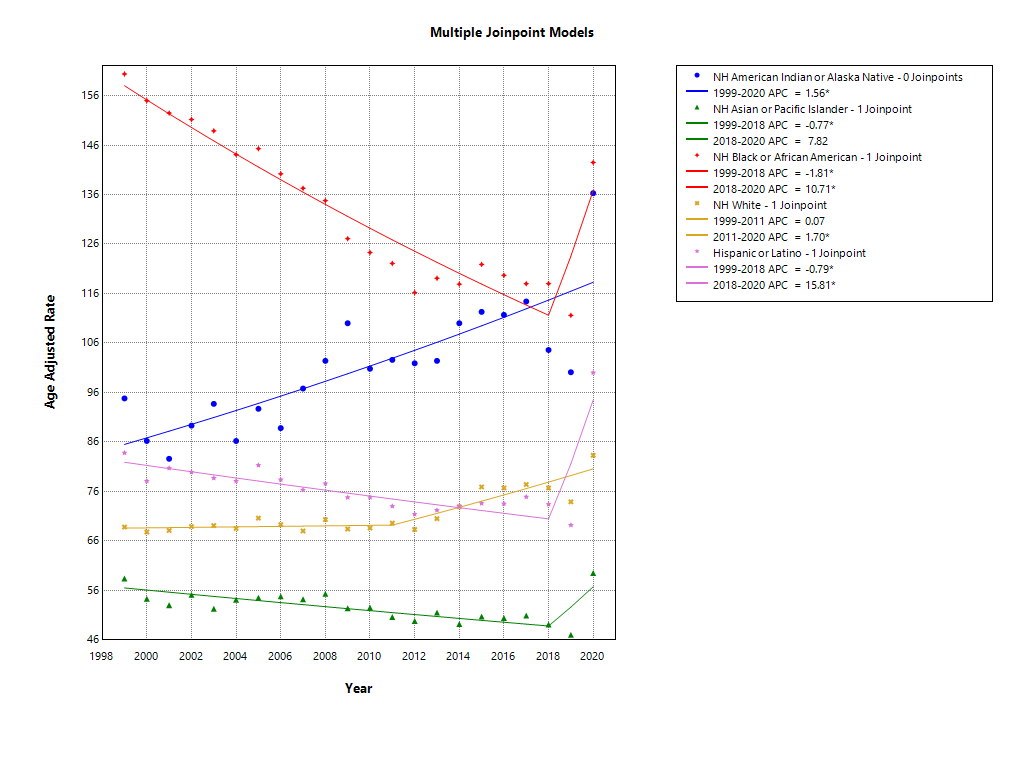 Multiple Joinpoint Models
NH American Indian or Alaska Native - 0 Joinpoints
1999-2020 APC = 1.56*
NH Asian or Pacific Islander - 1 Joinpoint
1999-2018 APC = -0.77*
2018-2020 APC = 7.82
NH Black or African American - 1 Joinpoint
1999-2018 APC = -1.81*
2018-2020 APC = 10.71*
NH White - 1 Joinpoint
1999-2011 APC = 0.07
2011-2020 APC = 1.70*
Hispanic or Latino - 1 Joinpoint
1999-2018 APC = -0.79*
2018-2020 APC = 15.81*
Age Adjusted Rate
156
146
136
126
116
106
96
86
76
66
56
46
1998 2000 2002 2004 2006 2008 2010 2012 2014 2016 2018 2020
Year